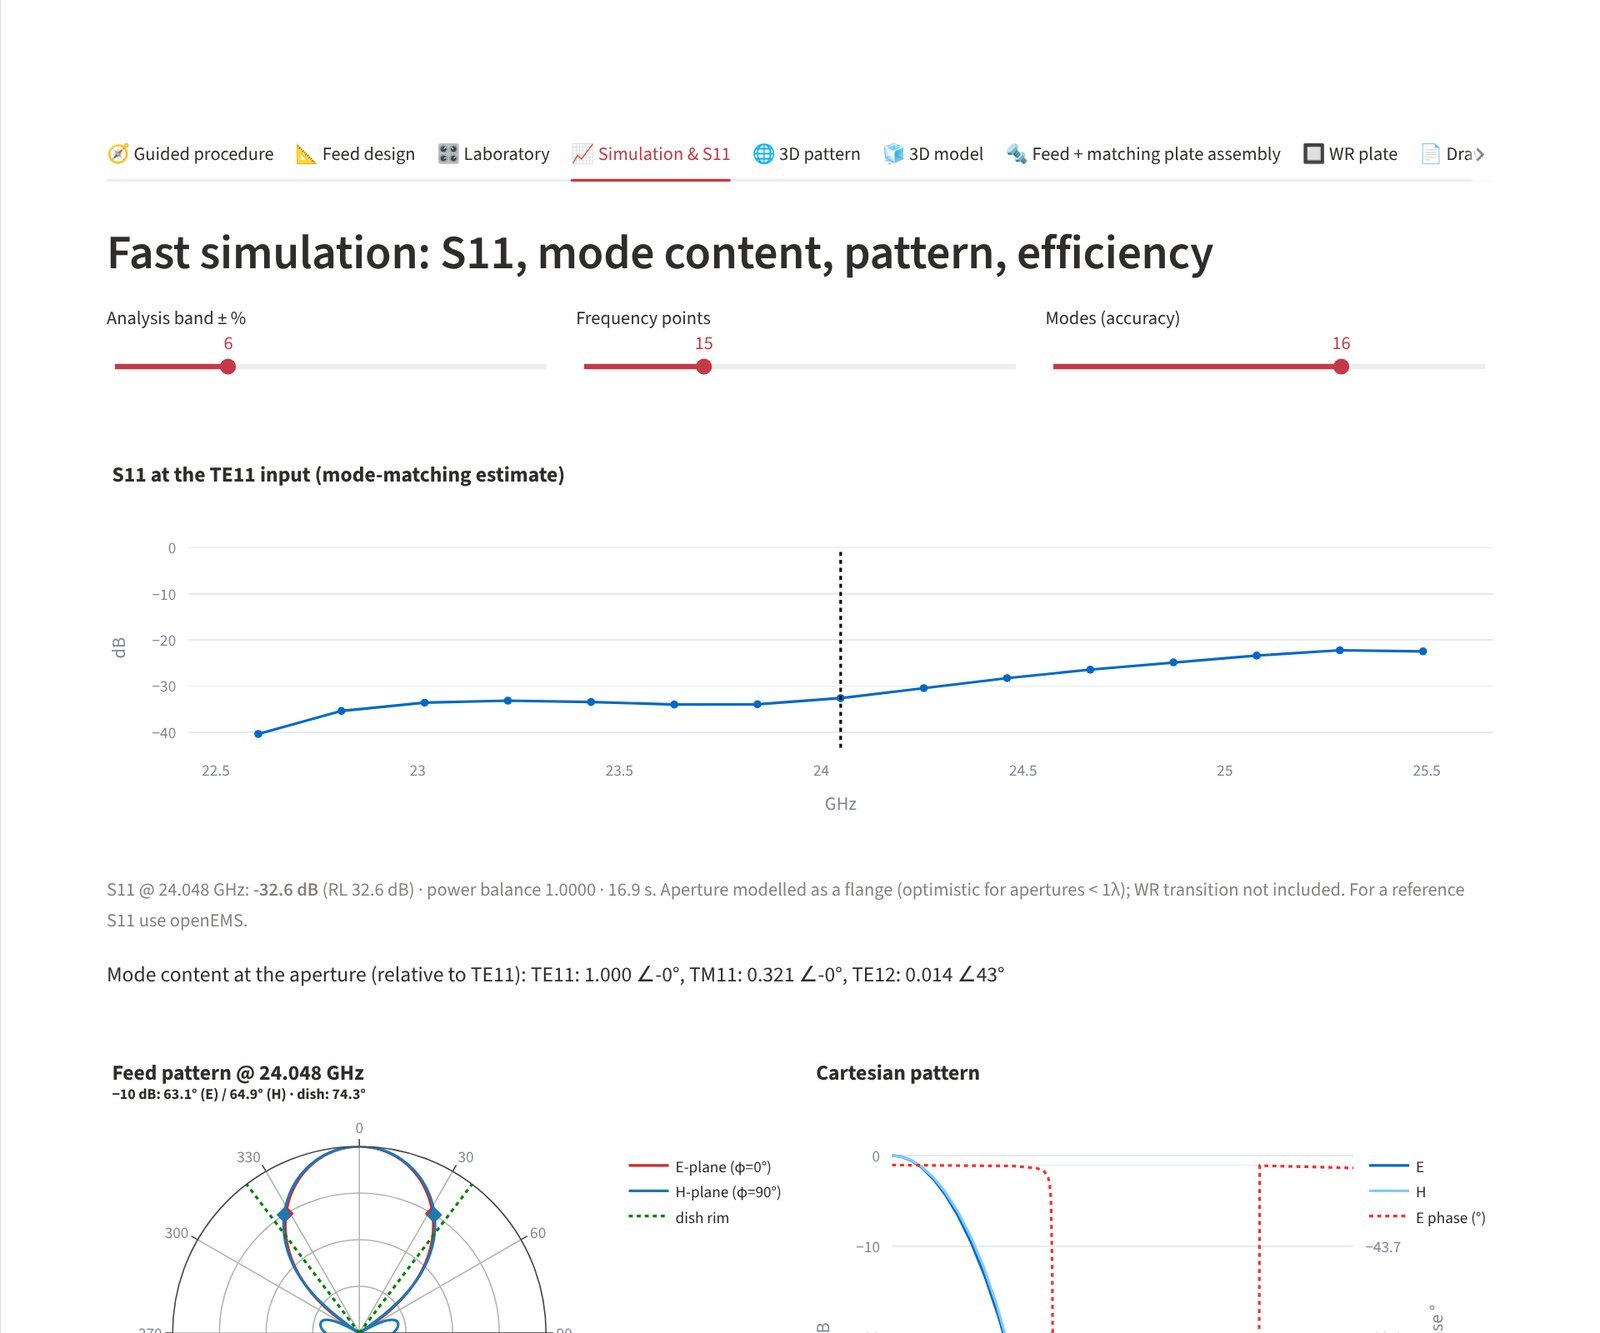 🧭 Guided procedure 📐 Feed design 🎛️ Laboratory 📈 Simulation & S11 🌐 3D pattern 🧊 3D model 🔩 Feed + matching plate assembly 🔲 WR plate 📄 Dra
Fast simulation: S11, mode content, pattern, efficiency
Analysis band ± % Frequency points Modes (accuracy)
6 15 16
S11 at the TE11 input (mode-matching estimate)
0
−10
−20
−30
−40
dB
22.5 23 23.5 24 24.5 25 25.5
GHz
S11 @ 24.048 GHz: -32.6 dB (RL 32.6 dB) · power balance 1.0000 · 16.9 s. Aperture modelled as a flange (optimistic for apertures < 1λ); WR transition not included. For a reference
S11 use openEMS.
Mode content at the aperture (relative to TE11): TE11: 1.000 ∠-0°, TM11: 0.321 ∠-0°, TE12: 0.014 ∠43°
Feed pattern @ 24.048 GHz
−10 dB: 63.1° (E) / 64.9° (H) · dish: 74.3°
0
330 30
300 60
E-plane (ϕ=0°)
H-plane (ϕ=90°)
dish rim
Cartesian pattern
0
−10
E
H
E phase (°)
−43.7